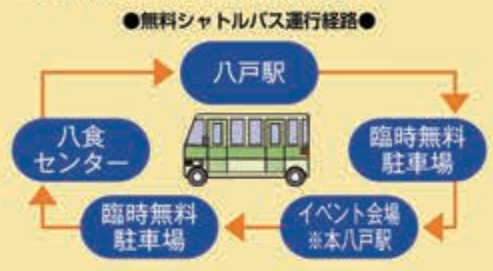 ●無料シャトルバス運行経路●
八戸駅
臨時無料
駐車場
イベント会場
※本八戸駅
臨時無料
駐車場
八食
センター